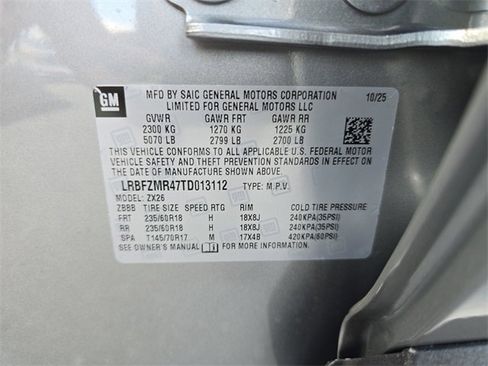 GM
MFD BY SAIC GENERAL MOTORS CORPORATION 10/25
LIMITED FOR GENERAL MOTORS LLC
GVWR GAWR FRT GAWR RR
2300 KG 1270 KG 1225 KG
5070 LB 2799 LB 2700 LB
THIS VEHICLE CONFORMS TO ALL APPLICABLE U.S. FEDERAL MOTOR
VEHICLE SAFETY AND THEFT PREVENTION STANDARDS IN EFFECT
ON THE DATE OF MANUFACTURE SHOWN ABOVE.
LRBFZMR47TD013112 TYPE: M.P.V.
MODEL: ZX26
ZBBB TIRE SIZE SPEED RTG RIM COLD TIRE PRESSURE
FRT 235/60R18 H 18X8J 240KPA(35PSI)
RR 235/60R18 H 18X8J 240KPA(35PSI)
SPA T145/70R17 M 17X4B 420KPA(60PSI)
SEE OWNER'S MANUAL FOR MORE INFORMATION.